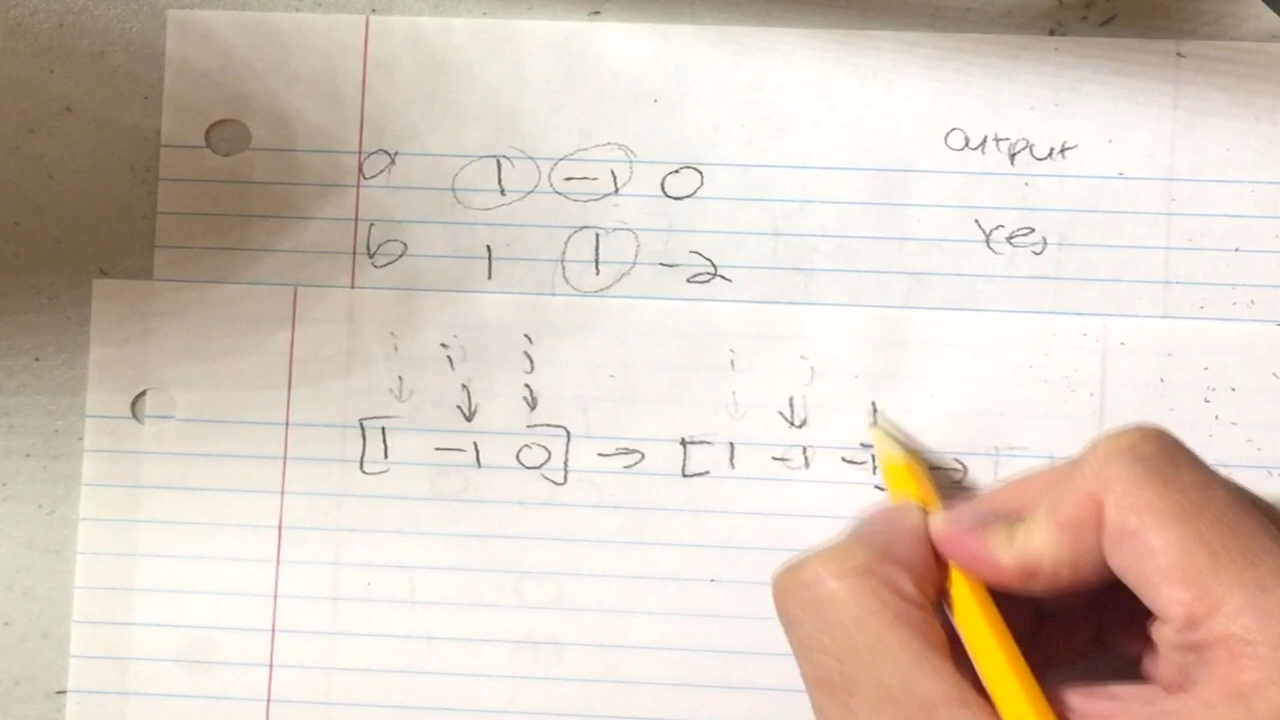 Output
a 1 -1 0
Yes
b 1 1 -2
i j j
[1 -1 0] → [1 -1 -1 →